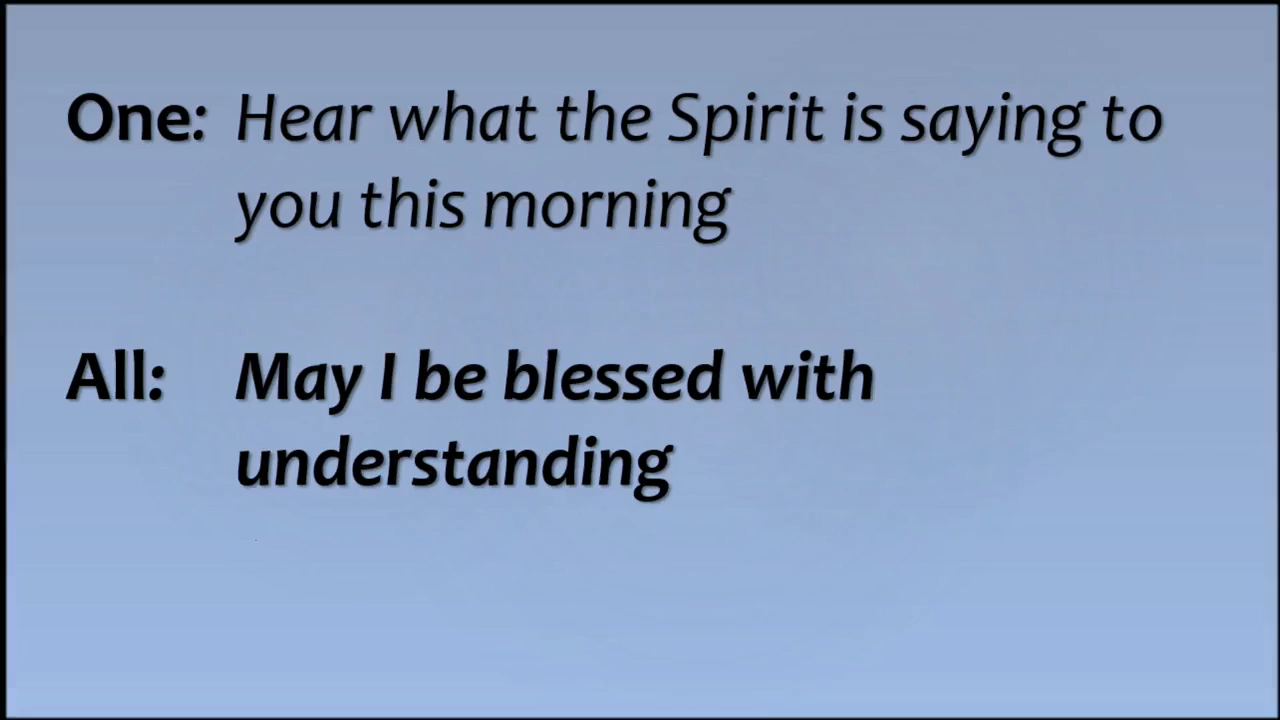 One: Hear what the Spirit is saying to
you this morning
All: May I be blessed with
understanding